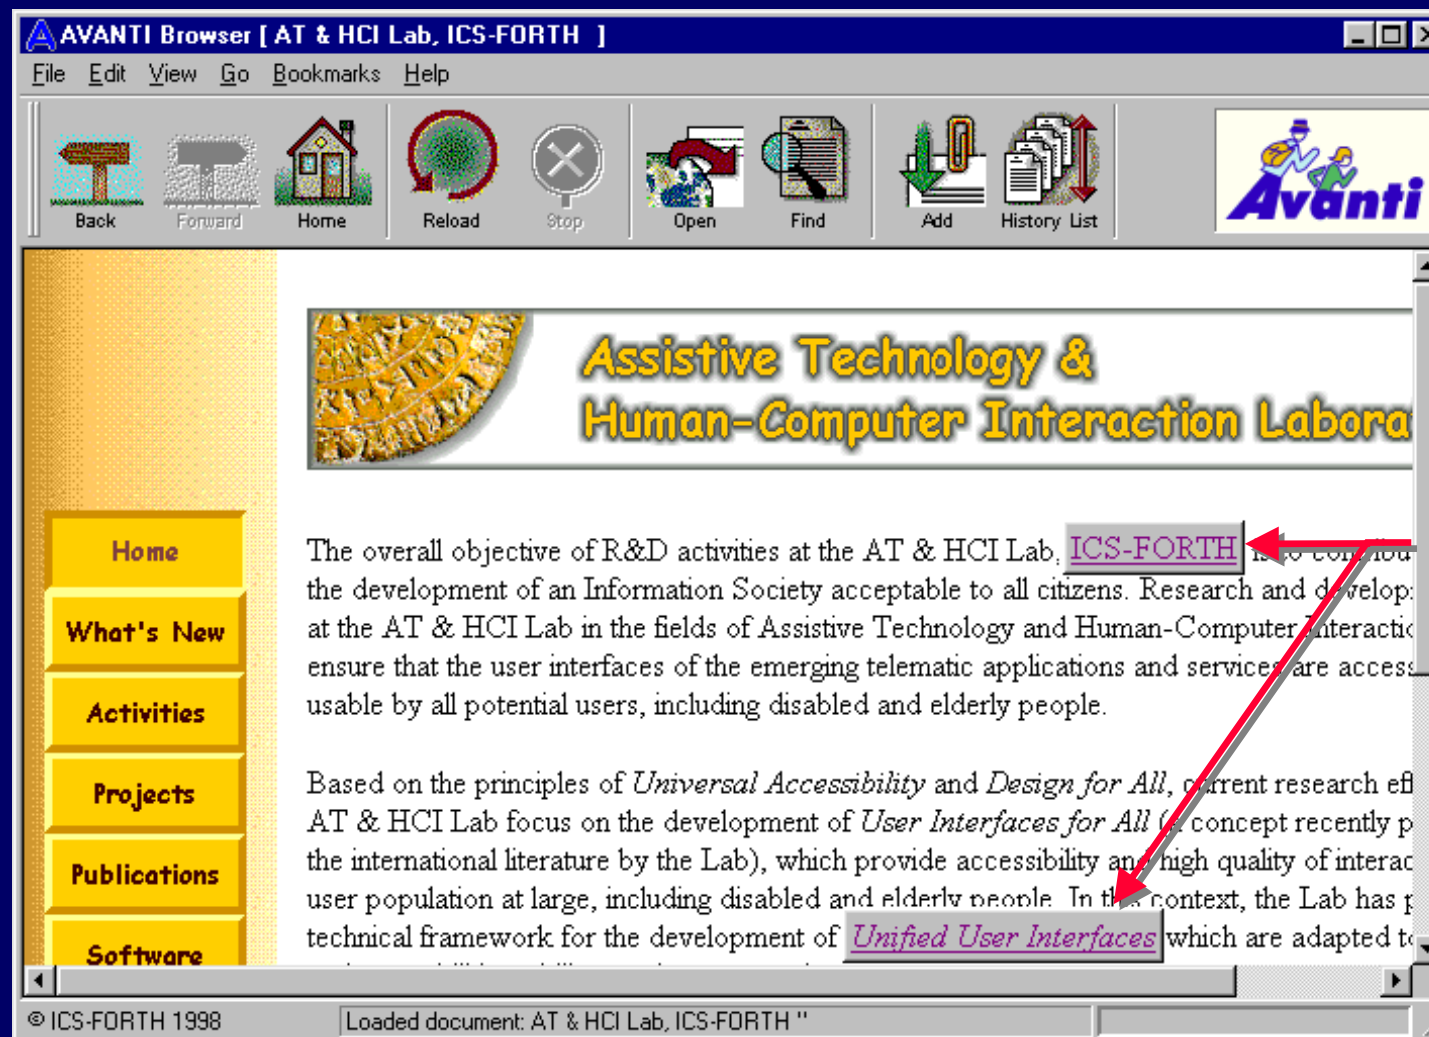 AVANTI Browser [ AT & HCI Lab, ICS-FORTH ]
File Edit View Go Bookmarks Help
Back Forward Home Reload Stop Open Find Add History List
Avanti
Assistive Technology &
Human-Computer Interaction Labora
Home
What's New
Activities
Projects
Publications
Software
The overall objective of R&D activities at the AT & HCI Lab, ICS-FORTH is to contribu
the development of an Information Society acceptable to all citizens. Research and develop
at the AT & HCI Lab in the fields of Assistive Technology and Human-Computer Interactio
ensure that the user interfaces of the emerging telematic applications and services are access
usable by all potential users, including disabled and elderly people.
Based on the principles of Universal Accessibility and Design for All, current research eff
AT & HCI Lab focus on the development of User Interfaces for All (a concept recently p
the international literature by the Lab), which provide accessibility and high quality of interac
user population at large, including disabled and elderly people. In this context, the Lab has p
technical framework for the development of Unified User Interfaces which are adapted to
© ICS-FORTH 1998
Loaded document: AT & HCI Lab, ICS-FORTH "